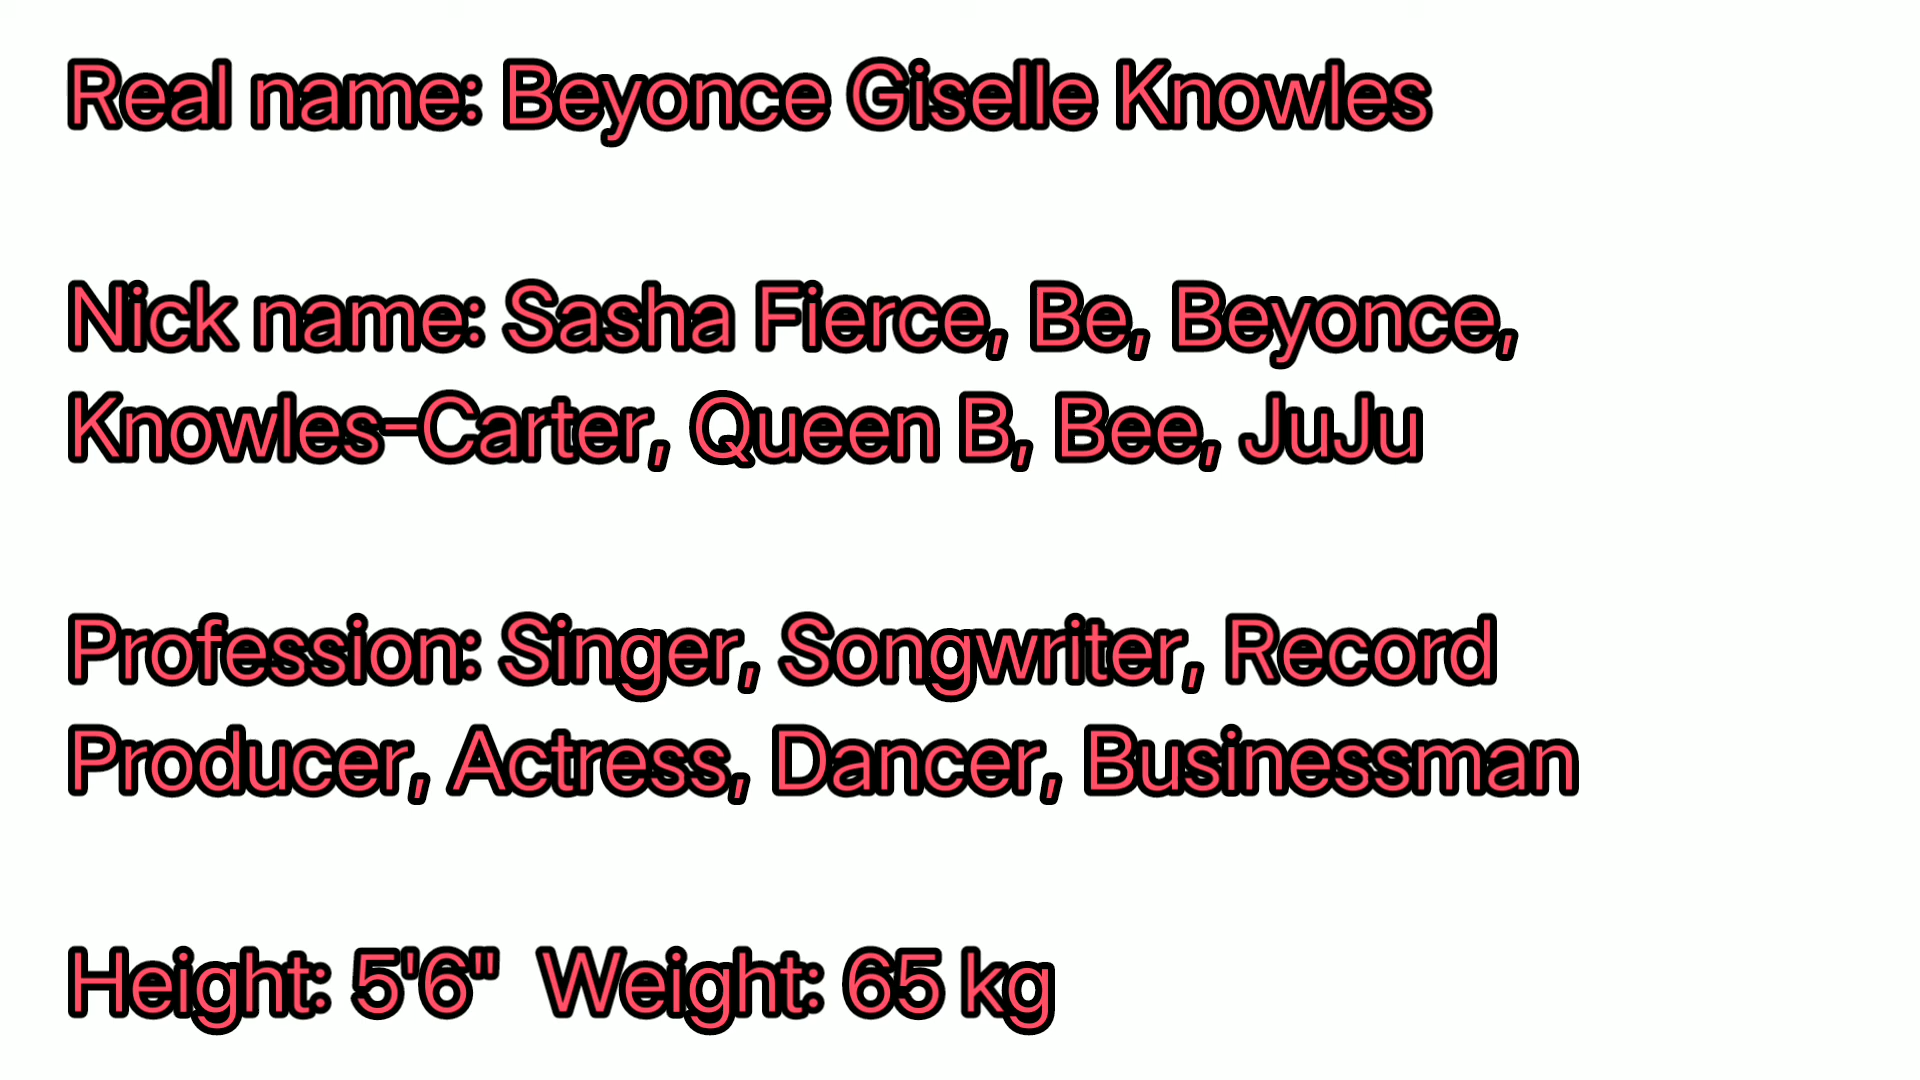 Real name: Beyonce Giselle Knowles
Nick name: Sasha Fierce, Be, Beyonce,
Knowles-Carter, Queen B, Bee, JuJu
Profession: Singer, Songwriter, Record
Producer, Actress, Dancer, Businessman
Height: 5'6"  Weight: 65 kg